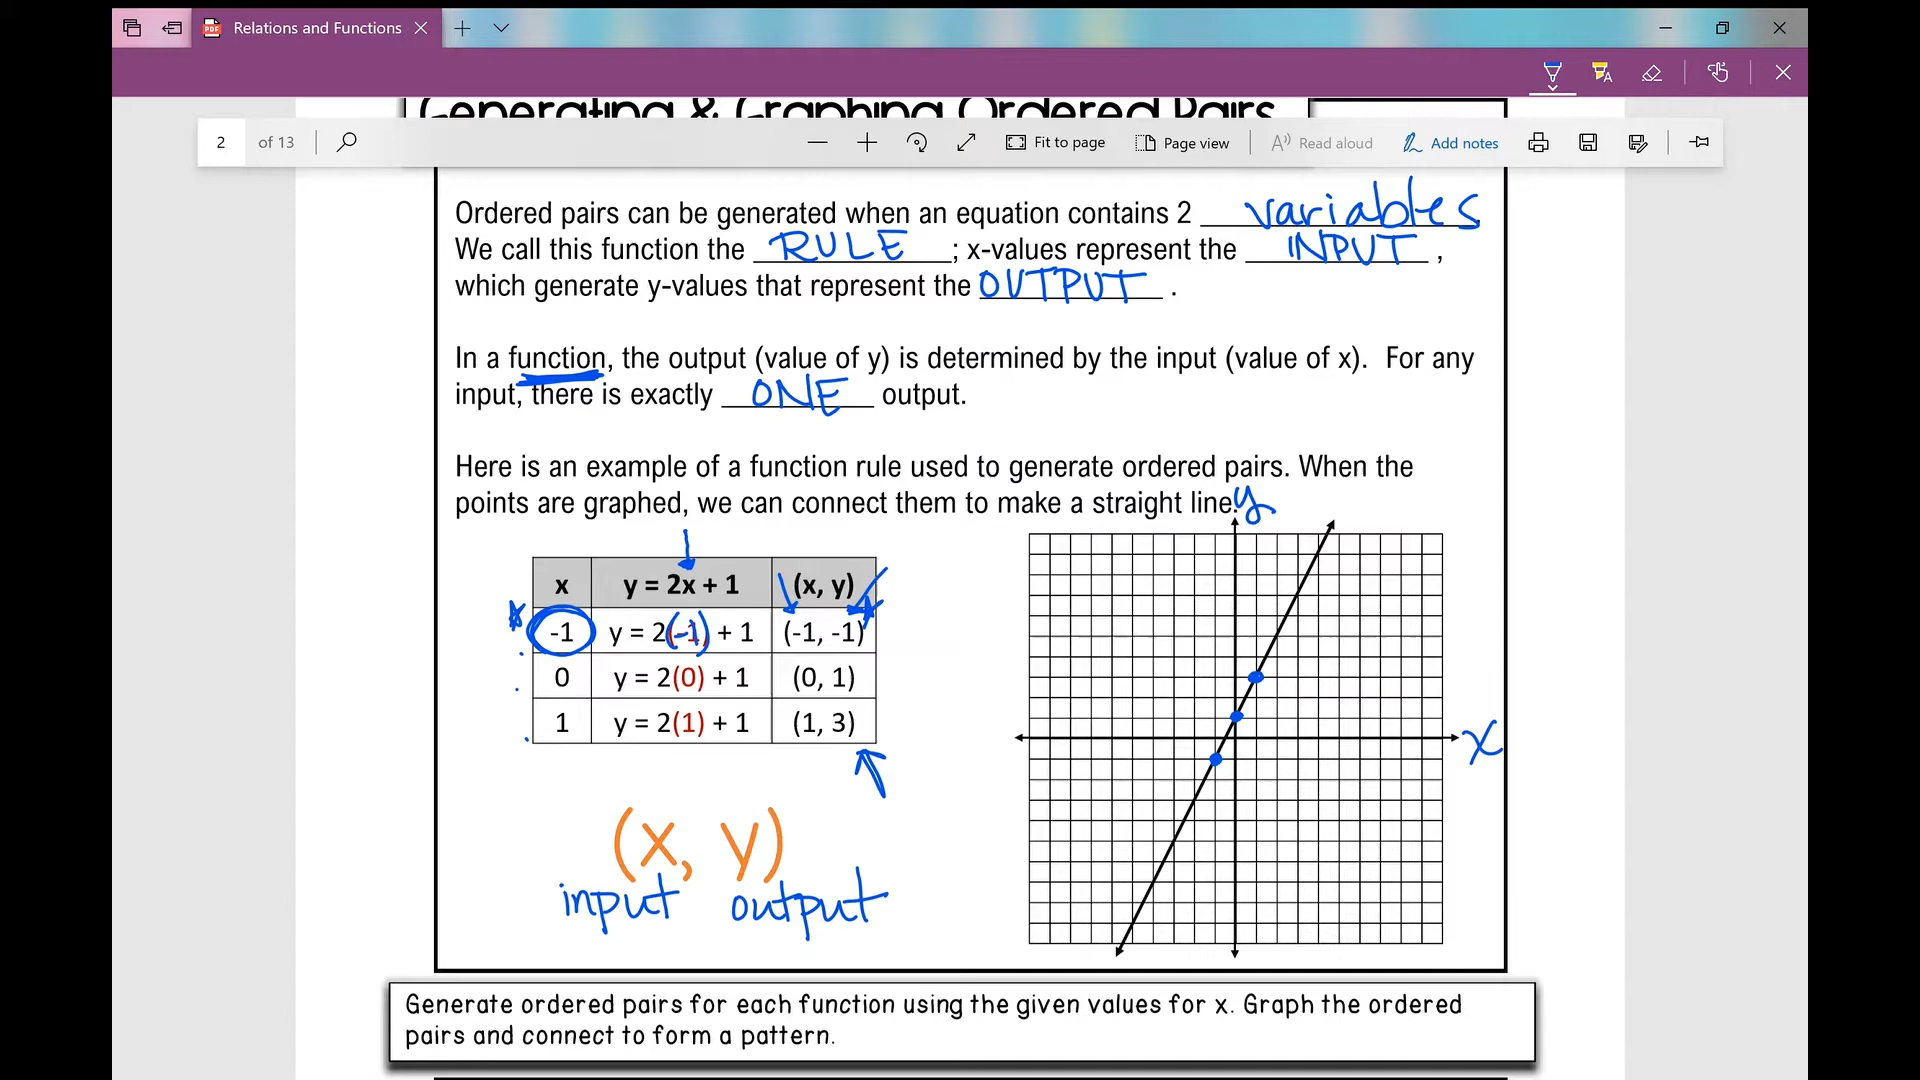 Relations and Functions
Generating & Graphing Ordered Pairs
2 of 13 Fit to page Page view Read aloud Add notes
Ordered pairs can be generated when an equation contains 2 variables
We call this function the RULE ; x-values represent the INPUT ,
which generate y-values that represent the OUTPUT .
In a function, the output (value of y) is determined by the input (value of x). For any
input, there is exactly ONE output.
Here is an example of a function rule used to generate ordered pairs. When the
points are graphed, we can connect them to make a straight line.
y
x y = 2x + 1 (x, y)
-1 y = 2(-1) + 1 (-1, -1)
0 y = 2(0) + 1 (0, 1)
1 y = 2(1) + 1 (1, 3)
x
(x, y)
input output
Generate ordered pairs for each function using the given values for x. Graph the ordered
pairs and connect to form a pattern.